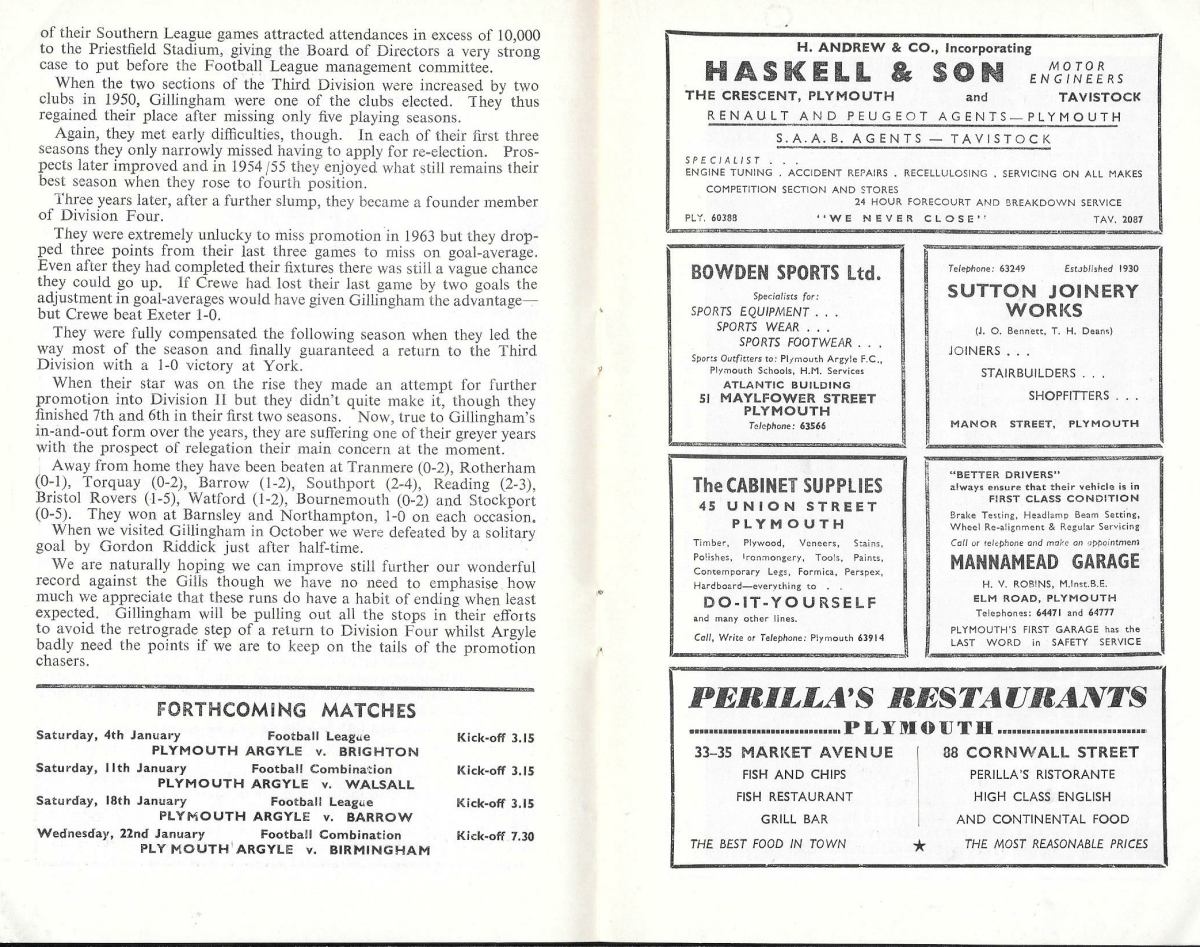 of their Southern League games attracted attendances in excess of 10,000
to the Priestfield Stadium, giving the Board of Directors a very strong
case to put before the Football League management committee.
When the two sections of the Third Division were increased by two
clubs in 1950, Gillingham were one of the clubs elected. They thus
regained their place after missing only five playing seasons.
Again, they met early difficulties, though. In each of their first three
seasons they only narrowly missed having to apply for re-election. Pros-
pects later improved and in 1954/55 they enjoyed what still remains their
best season when they rose to fourth position.
Three years later, after a further slump, they became a founder member
of Division Four.
They were extremely unlucky to miss promotion in 1963 but they drop-
ped three points from their last three games to miss on goal-average.
Even after they had completed their fixtures there was still a vague chance
they could go up. If Crewe had lost their last game by two goals the
adjustment in goal-averages would have given Gillingham the advantage—
but Crewe beat Exeter 1-0.
They were fully compensated the following season when they led the
way most of the season and finally guaranteed a return to the Third
Division with a 1-0 victory at York.
When their star was on the rise they made an attempt for further
promotion into Division II but they didn't quite make it, though they
finished 7th and 6th in their first two seasons. Now, true to Gillingham's
in-and-out form over the years, they are suffering one of their greyer years
with the prospect of relegation their main concern at the moment.
Away from home they have been beaten at Tranmere (0-2), Rotherham
(0-1), Torquay (0-2), Barrow (1-2), Southport (2-4), Reading (2-3),
Bristol Rovers (1-5), Watford (1-2), Bournemouth (0-2) and Stockport
(0-5). They won at Barnsley and Northampton, 1-0 on each occasion.
When we visited Gillingham in October we were defeated by a solitary
goal by Gordon Riddick just after half-time.
We are naturally hoping we can improve still further our wonderful
record against the Gills though we have no need to emphasise how
much we appreciate that these runs do have a habit of ending when least
expected. Gillingham will be pulling out all the stops in their efforts
to avoid the retrograde step of a return to Division Four whilst Argyle
badly need the points if we are to keep on the tails of the promotion
chasers.
FORTHCOMING MATCHES
Saturday, 4th January Football League Kick-off 3.15
PLYMOUTH ARGYLE v. BRIGHTON
Saturday, 11th January Football Combination Kick-off 3.15
PLYMOUTH ARGYLE v. WALSALL
Saturday, 18th January Football League Kick-off 3.15
PLYMOUTH ARGYLE v. BARROW
Wednesday, 22nd January Football Combination Kick-off 7.30
PLYMOUTH ARGYLE v. BIRMINGHAM
H. ANDREW & CO., Incorporating
HASKELL & SON MOTOR ENGINEERS
THE CRESCENT, PLYMOUTH and TAVISTOCK
RENAULT AND PEUGEOT AGENTS—PLYMOUTH
S.A.A.B. AGENTS — TAVISTOCK
SPECIALIST . . .
ENGINE TUNING . ACCIDENT REPAIRS . RECELLULOSING . SERVICING ON ALL MAKES
COMPETITION SECTION AND STORES
24 HOUR FORECOURT AND BREAKDOWN SERVICE
PLY. 60388 "WE NEVER CLOSE" TAV. 2087
BOWDEN SPORTS Ltd.
Specialists for:
SPORTS EQUIPMENT . . .
SPORTS WEAR . . .
SPORTS FOOTWEAR . . .
Sports Outfitters to: Plymouth Argyle F.C.,
Plymouth Schools, H.M. Services
ATLANTIC BUILDING
51 MAYLFOWER STREET
PLYMOUTH
Telephone: 63566
Telephone: 63249 Established 1930
SUTTON JOINERY
WORKS
(J. O. Bennett, T. H. Deans)
JOINERS . . .
STAIRBUILDERS . . .
SHOPFITTERS . . .
MANOR STREET, PLYMOUTH
The CABINET SUPPLIES
45 UNION STREET
PLYMOUTH
Timber, Plywood, Veneers, Stains,
Polishes, Ironmongery, Tools, Paints,
Contemporary Legs, Formica, Perspex,
Hardboard—everything to . .
DO-IT-YOURSELF
and many other lines.
Call, Write or Telephone: Plymouth 63914
"BETTER DRIVERS"
always ensure that their vehicle is in
FIRST CLASS CONDITION
Brake Testing, Headlamp Beam Setting,
Wheel Re-alignment & Regular Servicing
Call or telephone and make an appointment
MANNAMEAD GARAGE
H. V. ROBINS, M.Inst.B.E.
ELM ROAD, PLYMOUTH
Telephones: 64471 and 64777
PLYMOUTH'S FIRST GARAGE has the
LAST WORD in SAFETY SERVICE
PERILLA'S RESTAURANTS
PLYMOUTH
33-35 MARKET AVENUE
FISH AND CHIPS
FISH RESTAURANT
GRILL BAR
THE BEST FOOD IN TOWN
88 CORNWALL STREET
PERILLA'S RISTORANTE
HIGH CLASS ENGLISH
AND CONTINENTAL FOOD
THE MOST REASONABLE PRICES